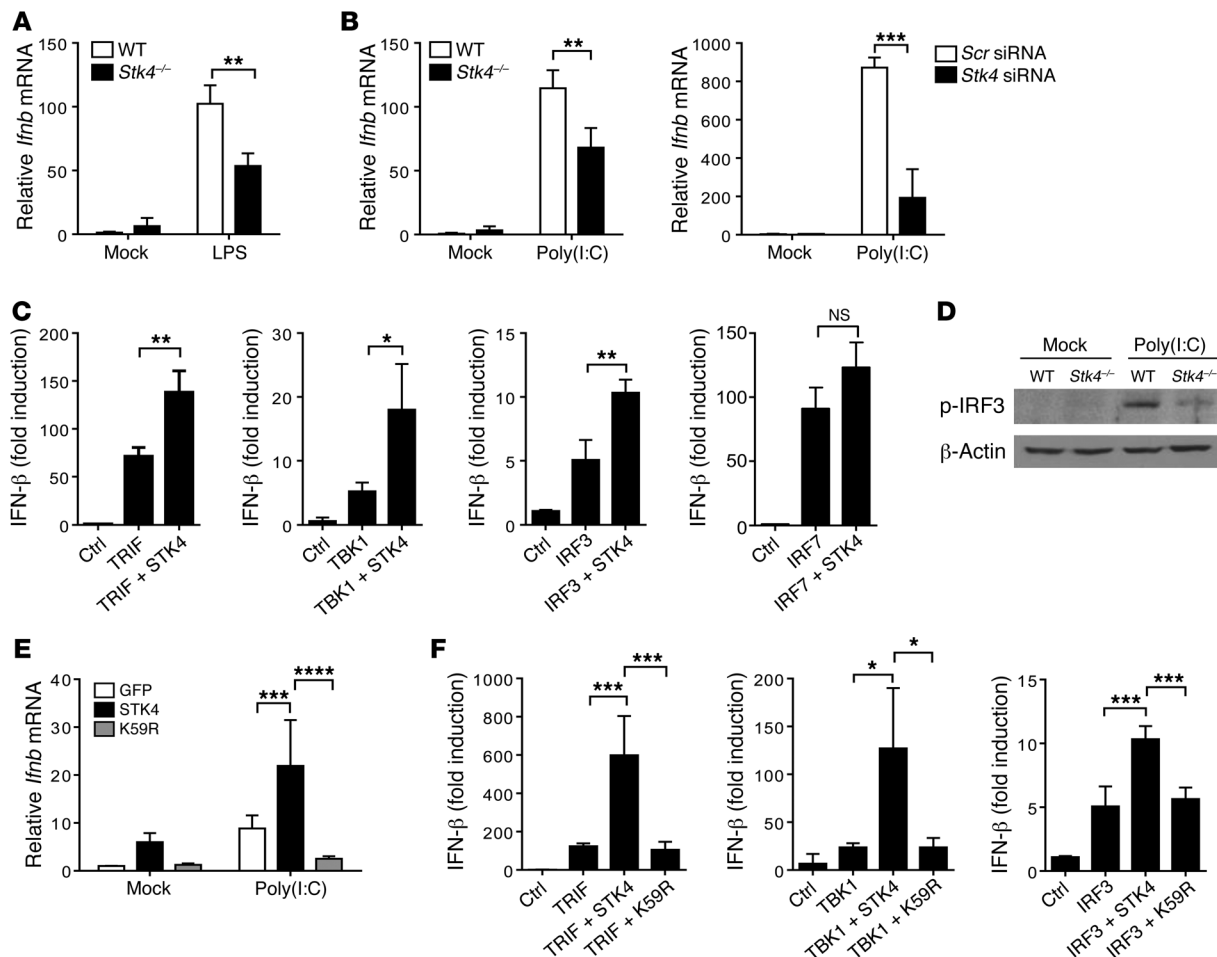 A
Relative Ifnb mRNA
150
100
50
0
WT
Stk4–/–
**
Mock
LPS
B
Relative Ifnb mRNA
150
100
50
0
WT
Stk4–/–
**
Mock
Poly(I:C)
Relative Ifnb mRNA
1000
800
600
400
200
0
***
Scr siRNA
Stk4 siRNA
Mock
Poly(I:C)
C
IFN-β (fold induction)
200
150
100
50
0
**
Ctrl
TRIF
TRIF + STK4
IFN-β (fold induction)
30
20
10
0
*
Ctrl
TBK1
TBK1 + STK4
IFN-β (fold induction)
15
10
5
0
**
Ctrl
IRF3
IRF3 + STK4
IFN-β (fold induction)
150
100
50
0
NS
Ctrl
IRF7
IRF7 + STK4
D
Mock
Poly(I:C)
WT
Stk4–/–
WT
Stk4–/–
p-IRF3
β-Actin
E
Relative Ifnb mRNA
40
30
20
10
0
GFP
STK4
K59R
***
****
Mock
Poly(I:C)
F
IFN-β (fold induction)
1000
800
600
400
200
0
***
***
Ctrl
TRIF
TRIF + STK4
TRIF + K59R
IFN-β (fold induction)
200
150
100
50
0
*
*
Ctrl
TBK1
TBK1 + STK4
TBK1 + K59R
IFN-β (fold induction)
15
10
5
0
***
***
Ctrl
IRF3
IRF3 + STK4
IRF3 + K59R